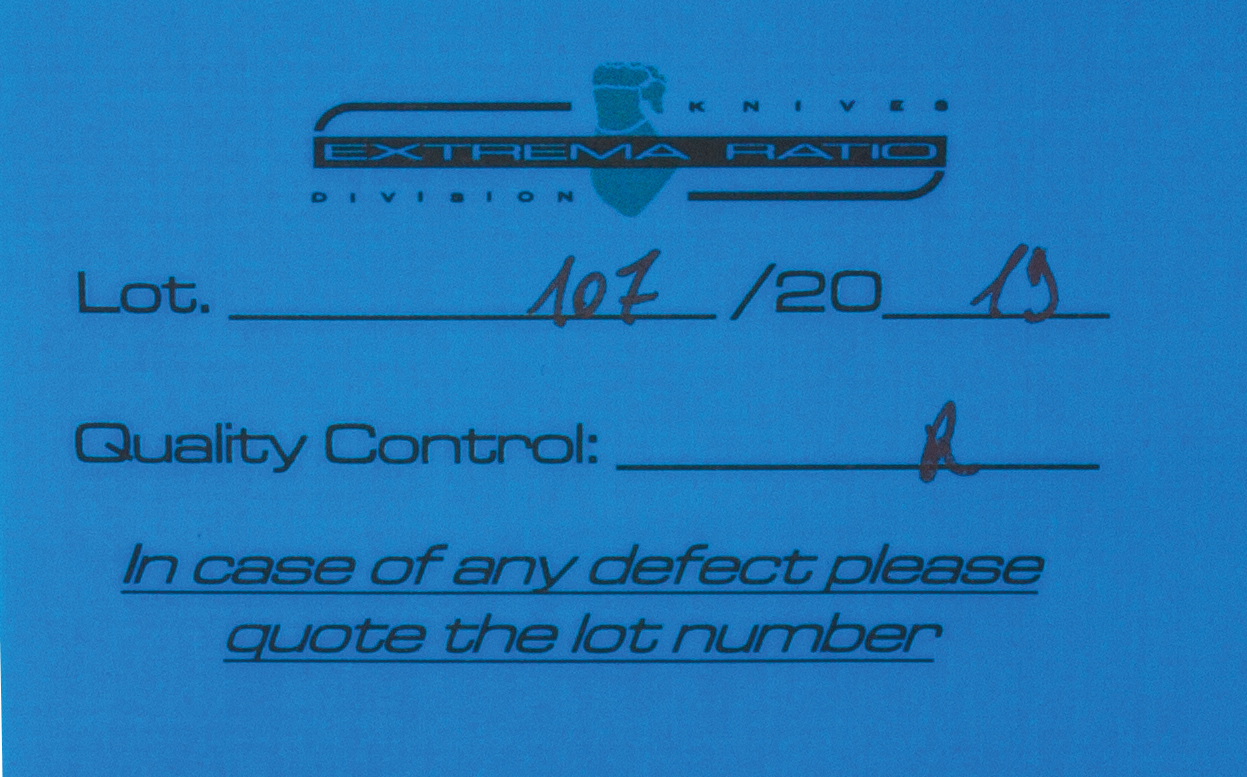 KNIVES
EXTREMA RATIO
DIVISION
Lot. 107 /20 19
Quality Control: R
In case of any defect please
quote the lot number